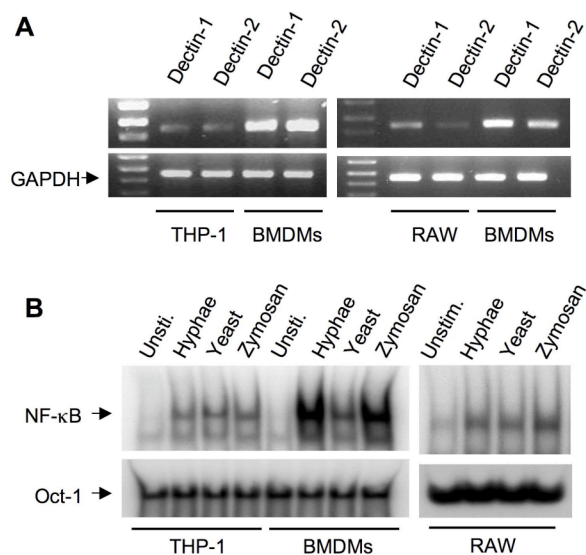 A
Dectin-1 Dectin-2 Dectin-1 Dectin-2 Dectin-1 Dectin-2 Dectin-1 Dectin-2
GAPDH
THP-1 BMDMs RAW BMDMs
B
Unsti. Hyphae Yeast Zymosan Unsti. Hyphae Yeast Zymosan Unstim. Hyphae Yeast Zymosan
NF-κB
Oct-1
THP-1 BMDMs RAW